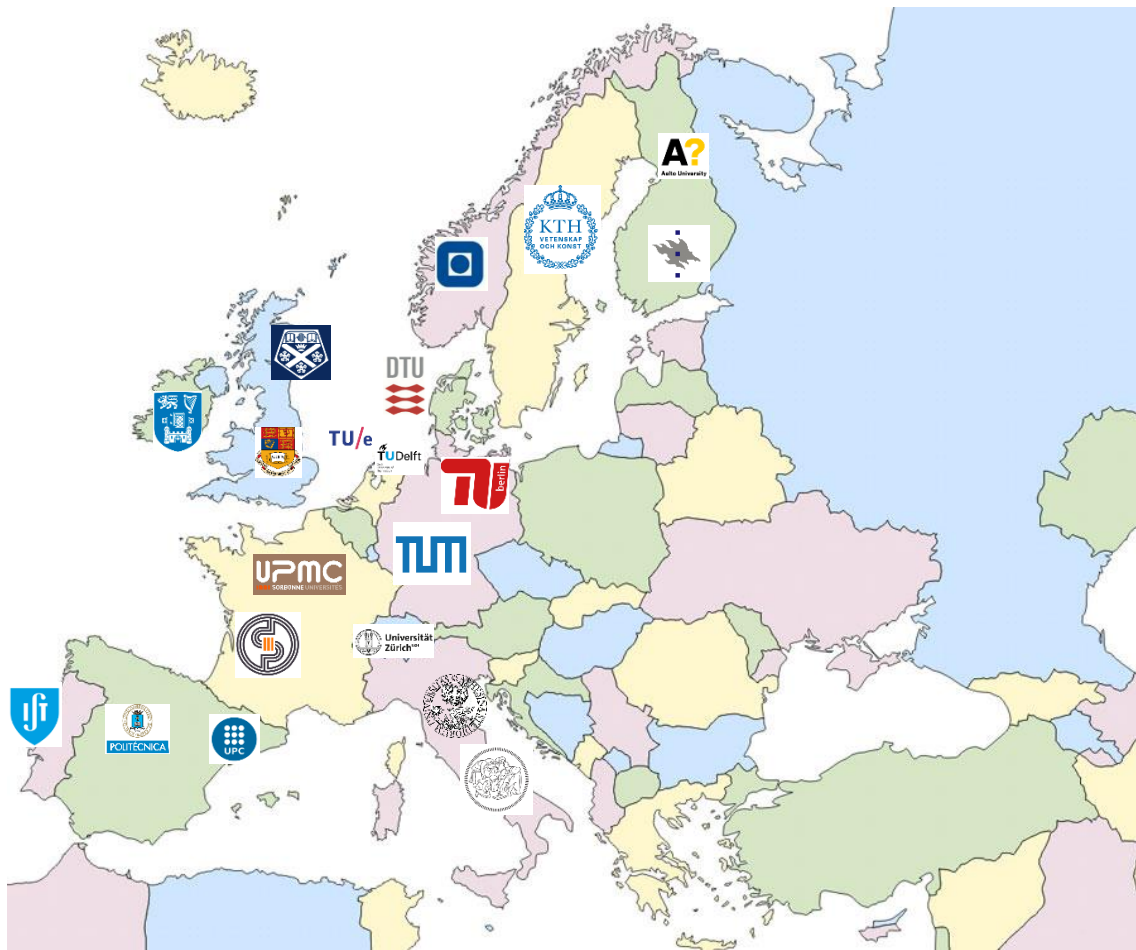 A?
Aalto University
KTH
VETENSKAP
OCH KONST
DTU
TU/e
TUDelft
TU
berlin
TUM
UPMC
SORBONNE UNIVERSITÉS
Universität
Zürich
IST
POLITÉCNICA
UPC